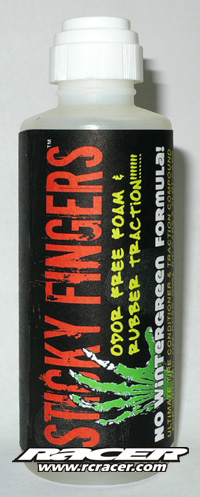 STICKY FINGERS™
ODOR FREE FOAM &
RUBBER TRACTION!!!!!!!
NO WINTERGREEN FORMULA!
ULTIMATE TIRE CONDITIONER & TRACTION COMPOUND
RACER
www.rcracer.com